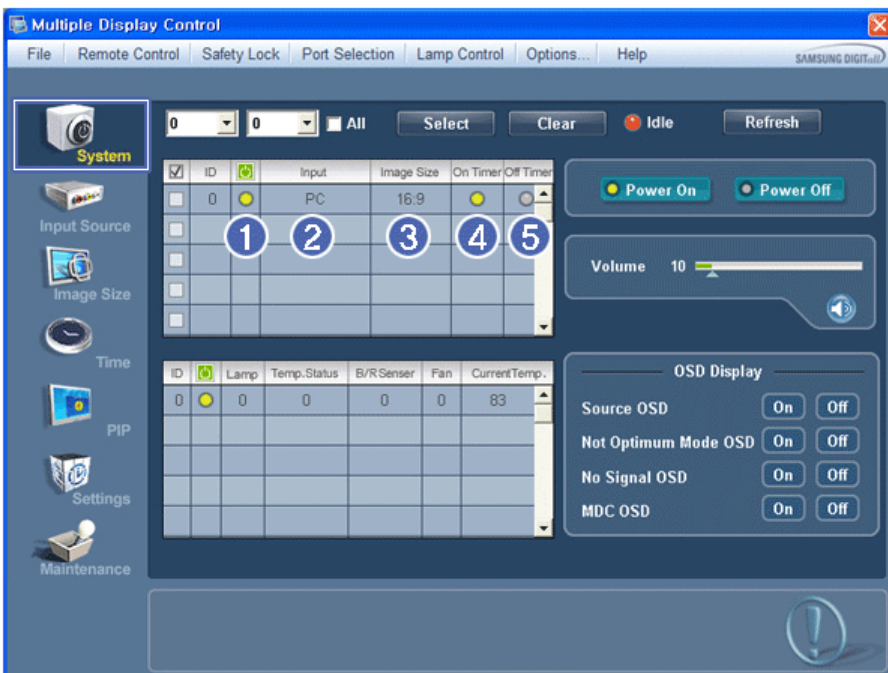 Multiple Display Control
File Remote Control Safety Lock Port Selection Lamp Control Options... Help SAMSUNG DIGITall
System
Input Source
Image Size
Time
PIP
Settings
Maintenance
0 0 All Select Clear Idle Refresh
ID Input Image Size On Timer Off Timer
0 PC 16:9
1 2 3 4 5
Power On Power Off
Volume 10
ID Lamp Temp.Status B/RSenser Fan CurrentTemp.
0 0 0 0 0 83
OSD Display
Source OSD On Off
Not Optimum Mode OSD On Off
No Signal OSD On Off
MDC OSD On Off